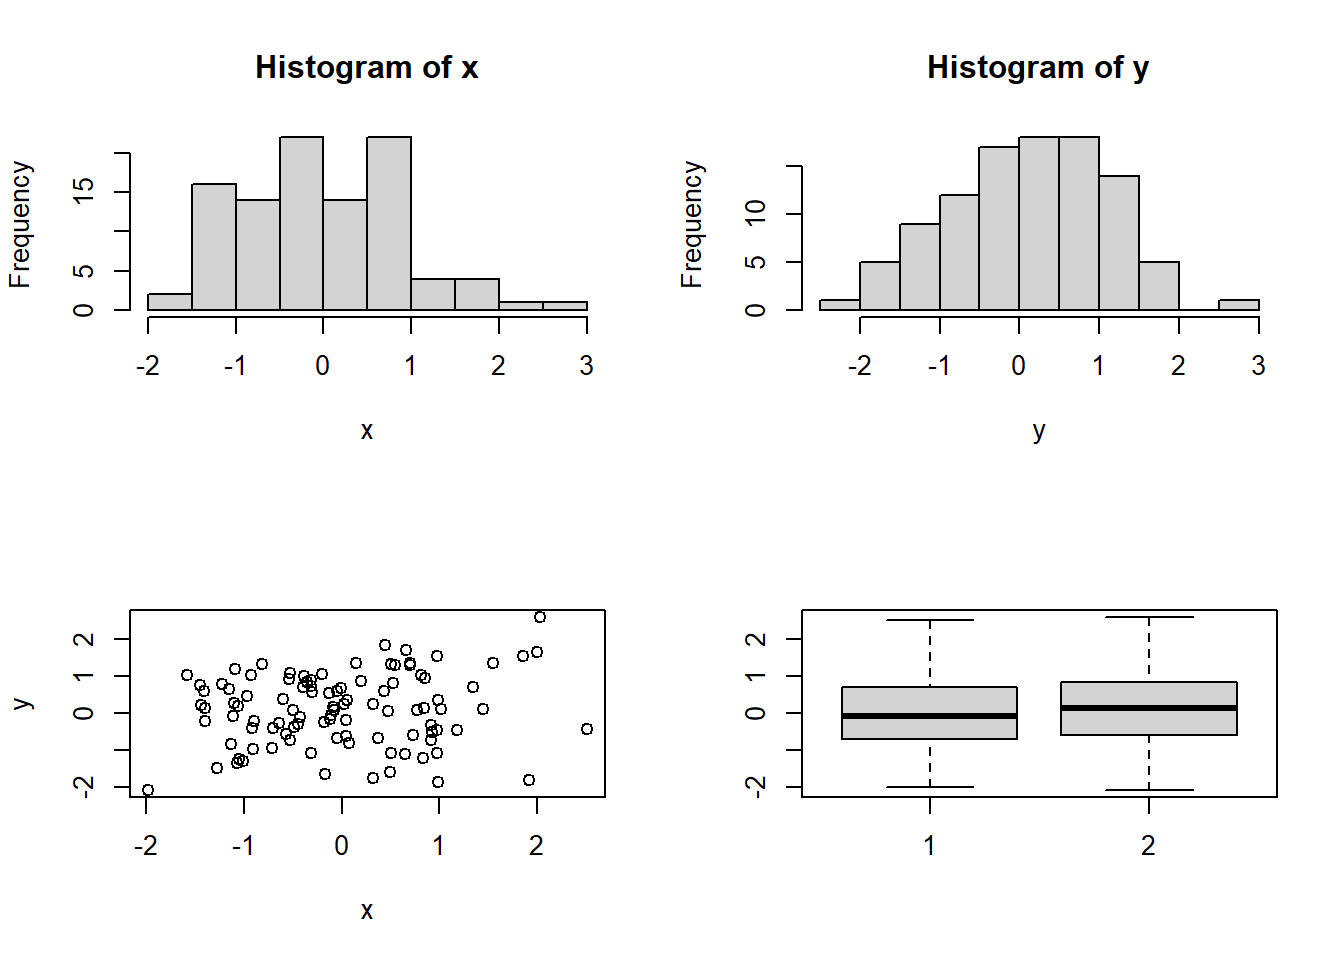 Histogram of x
Frequency
0 5 15
-2 -1 0 1 2 3
x
Histogram of y
Frequency
0 5 10
-2 -1 0 1 2 3
y
y
-2 0 1 2
-2 -1 0 1 2
x
-2 0 1 2
1 2